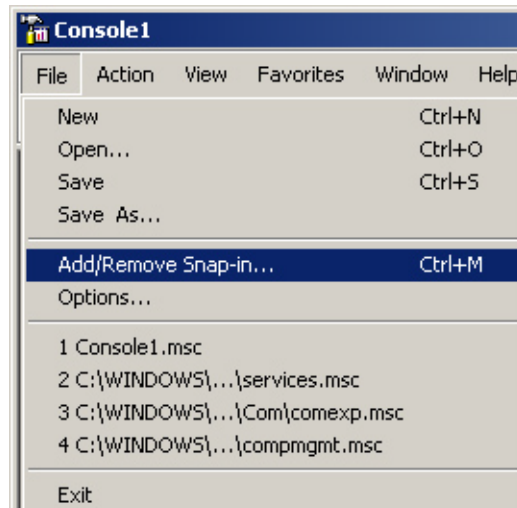 Console1
File Action View Favorites Window Help
New Ctrl+N
Open... Ctrl+O
Save Ctrl+S
Save As...
Add/Remove Snap-in... Ctrl+M
Options...
1 Console1.msc
2 C:\WINDOWS\...\services.msc
3 C:\WINDOWS\...\Com\comexp.msc
4 C:\WINDOWS\...\compmgmt.msc
Exit